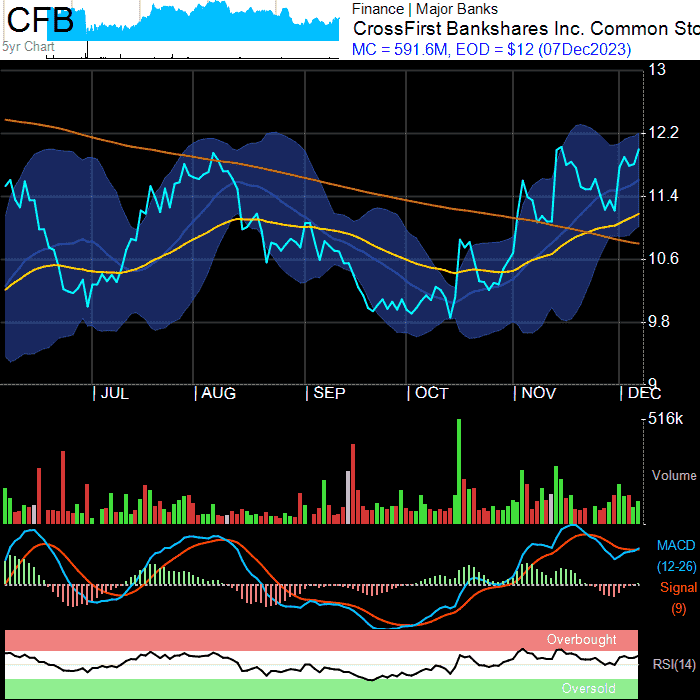 CFB
5yr Chart
Finance | Major Banks
CrossFirst Bankshares Inc. Common Sto
MC = 591.6M, EOD = $12 (07Dec2023)
13
12.2
11.4
10.6
9.8
9
JUL AUG SEP OCT NOV DEC
516k
Volume
MACD
(12-26)
Signal
(9)
Overbought
RSI(14)
Oversold